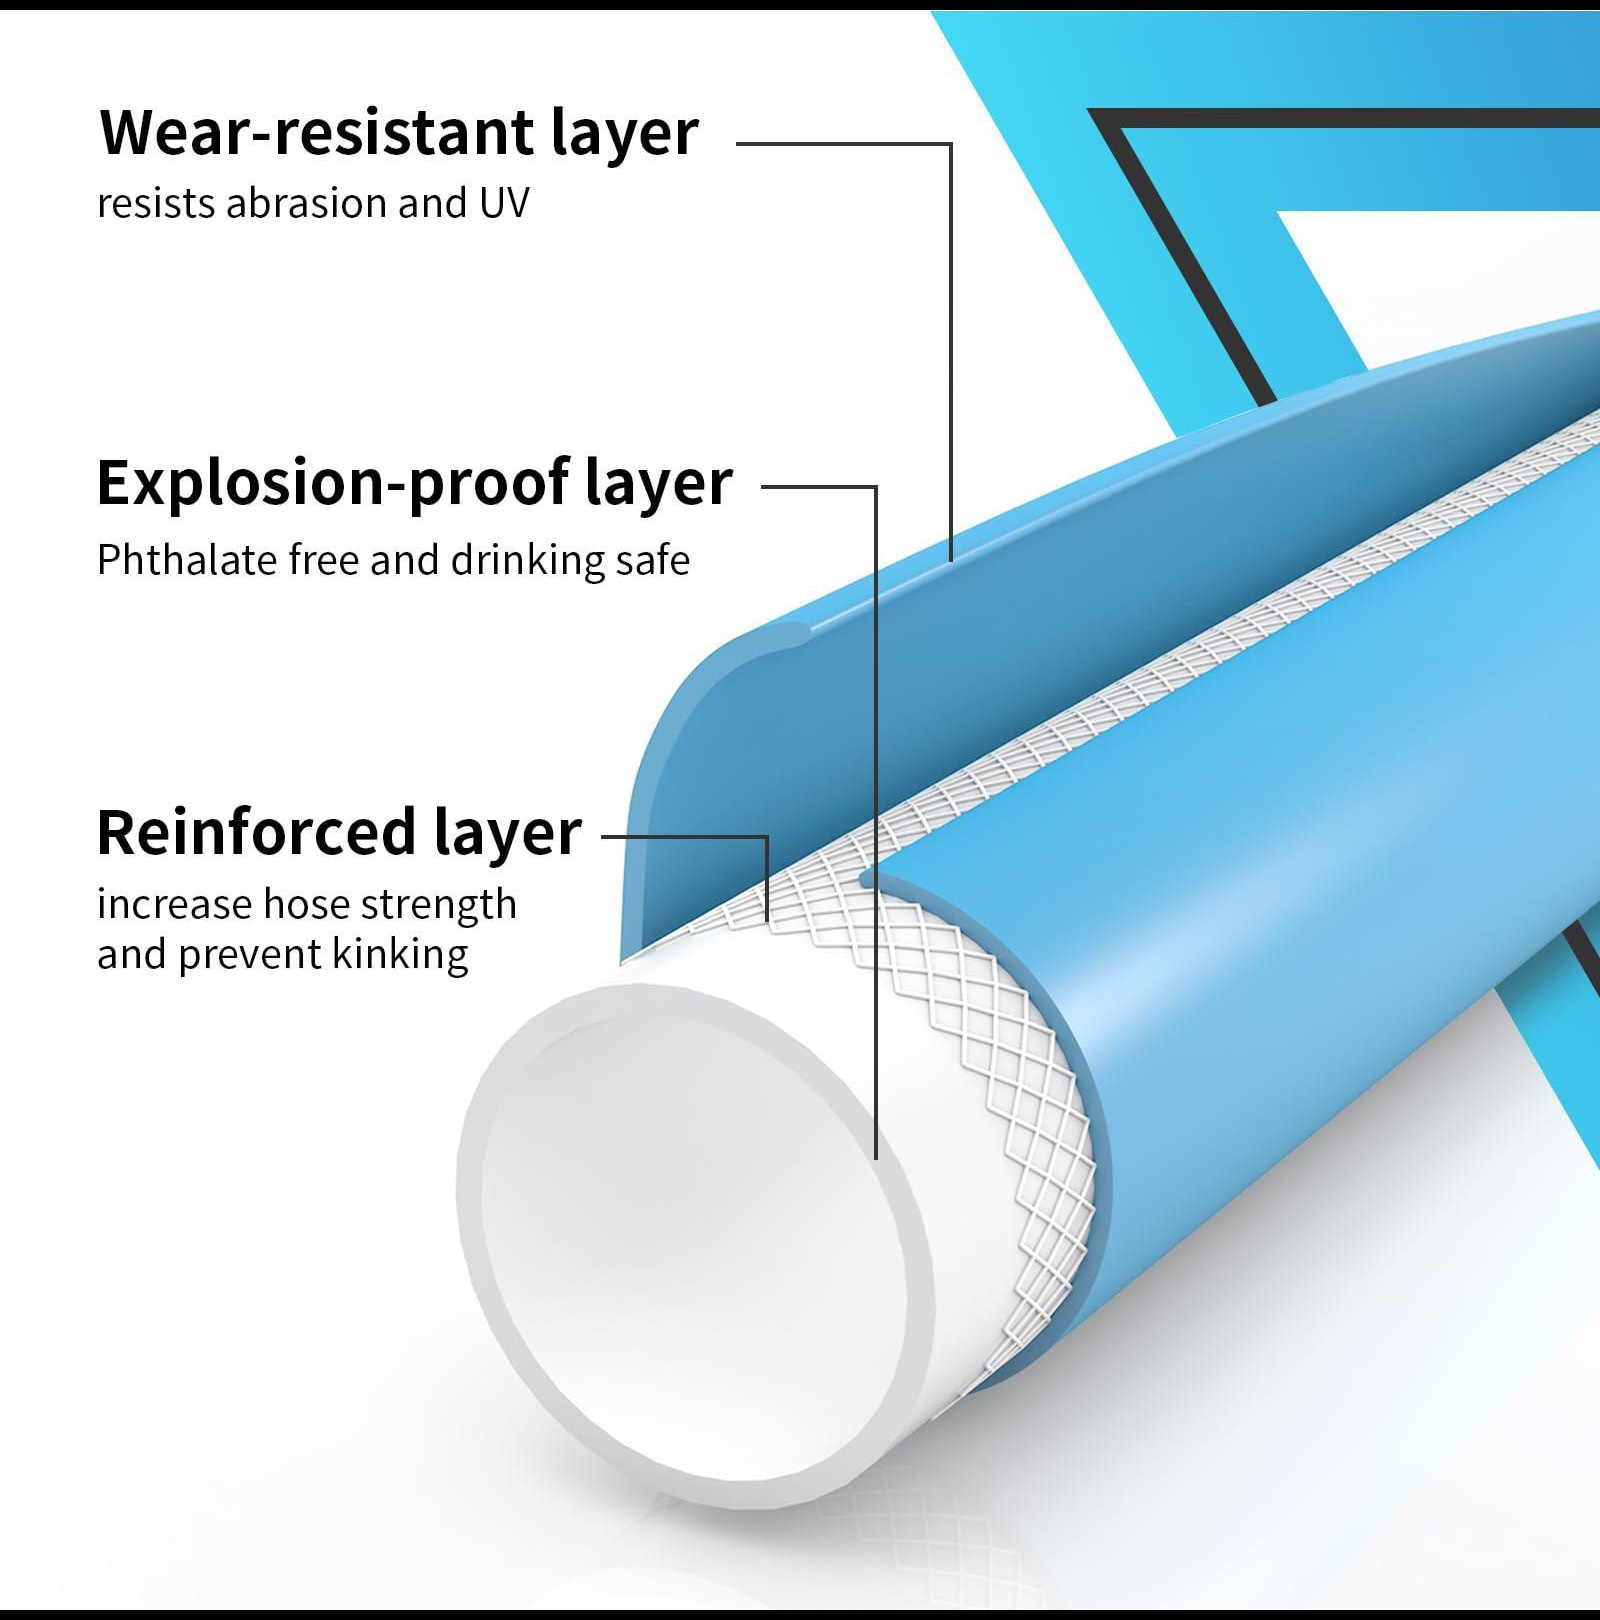 Wear-resistant layer
resists abrasion and UV
Explosion-proof layer
Phthalate free and drinking safe
Reinforced layer
increase hose strength
and prevent kinking